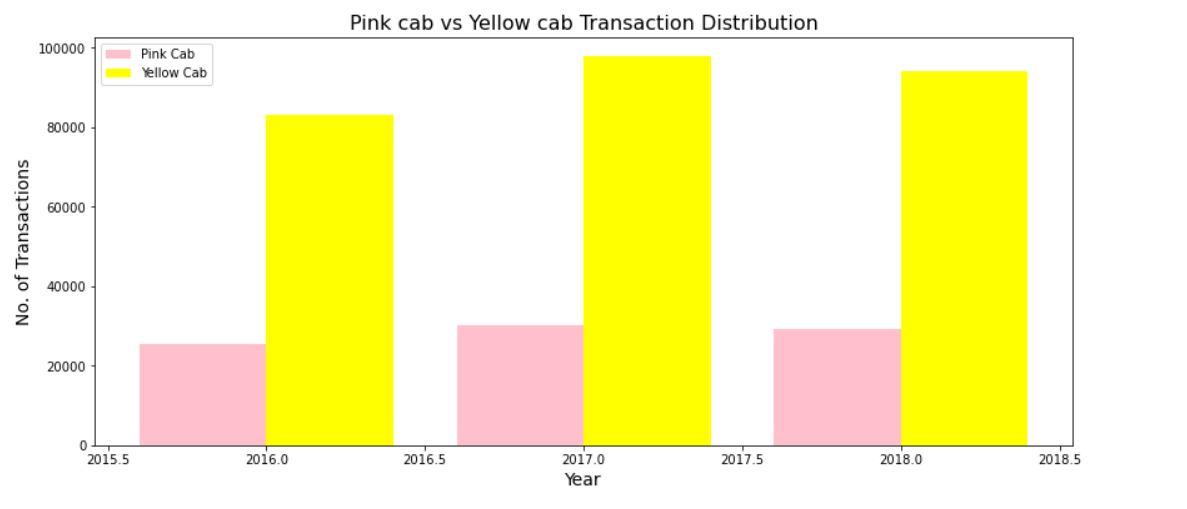 Pink cab vs Yellow cab Transaction Distribution
Pink Cab
Yellow Cab
No. of Transactions
100000
80000
60000
40000
20000
0
2015.5 2016.0 2016.5 2017.0 2017.5 2018.0 2018.5
Year